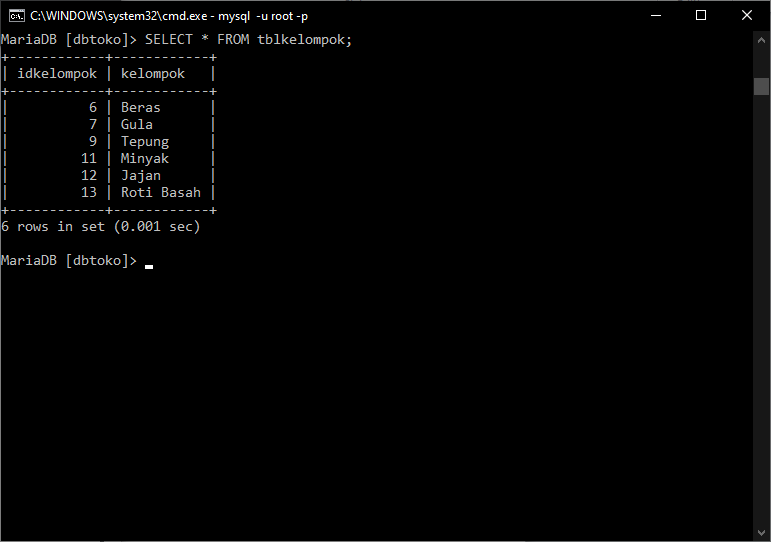 C:\WINDOWS\system32\cmd.exe - mysql  -u root -p
MariaDB [dbtoko]> SELECT * FROM tblkelompok;
+------------+------------+
| idkelompok | kelompok   |
+------------+------------+
|          6 | Beras      |
|          7 | Gula       |
|          9 | Tepung     |
|         11 | Minyak     |
|         12 | Jajan      |
|         13 | Roti Basah |
+------------+------------+
6 rows in set (0.001 sec)
MariaDB [dbtoko]> _